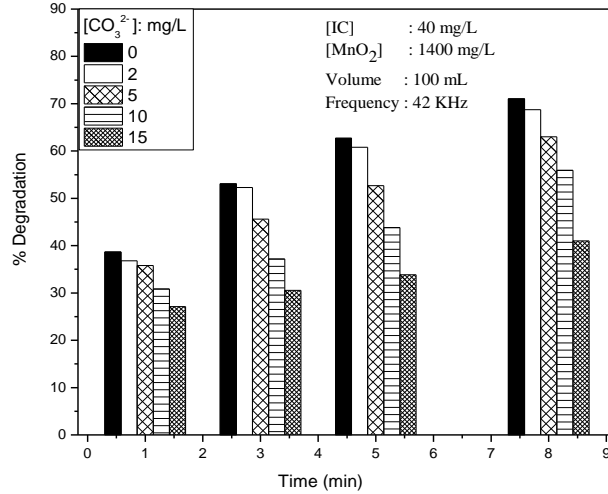 [CO₃²⁻]: mg/L
0
2
5
10
15
[IC] : 40 mg/L
[MnO₂] : 1400 mg/L
Volume : 100 mL
Frequency : 42 KHz
90
80
70
60
50
40
30
20
10
0
% Degradation
0 1 2 3 4 5 6 7 8 9
Time (min)